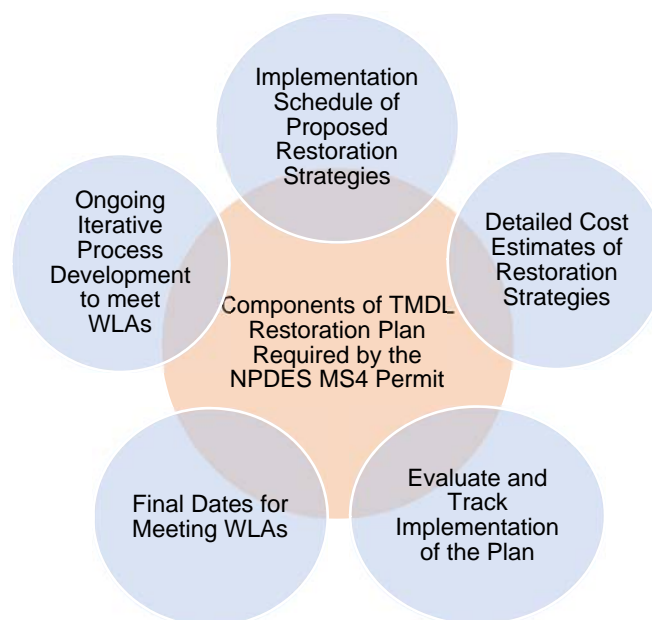 Implementation
Schedule of
Proposed
Restoration
Strategies
Detailed Cost
Estimates of
Restoration
Strategies
Evaluate and
Track
Implementation
of the Plan
Final Dates for
Meeting WLAs
Ongoing
Iterative
Process
Development
to meet
WLAs
Components of TMDL
Restoration Plan
Required by the
NPDES MS4 Permit